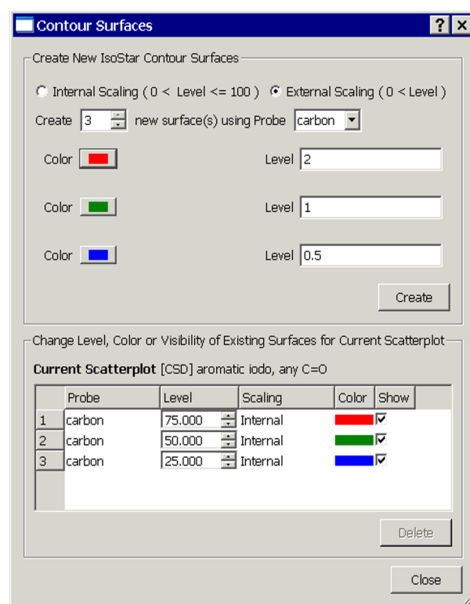 Contour Surfaces
Create New IsoStar Contour Surfaces
Internal Scaling ( 0 < Level <= 100 ) External Scaling ( 0 < Level )
Create 3 new surface(s) using Probe carbon
Color Level 2
Color Level 1
Color Level 0.5
Create
Change Level, Color or Visibility of Existing Surfaces for Current Scatterplot
Current Scatterplot [CSD] aromatic iodo, any C=O
Probe Level Scaling Color Show
1 carbon 75.000 Internal
2 carbon 50.000 Internal
3 carbon 25.000 Internal
Delete
Close